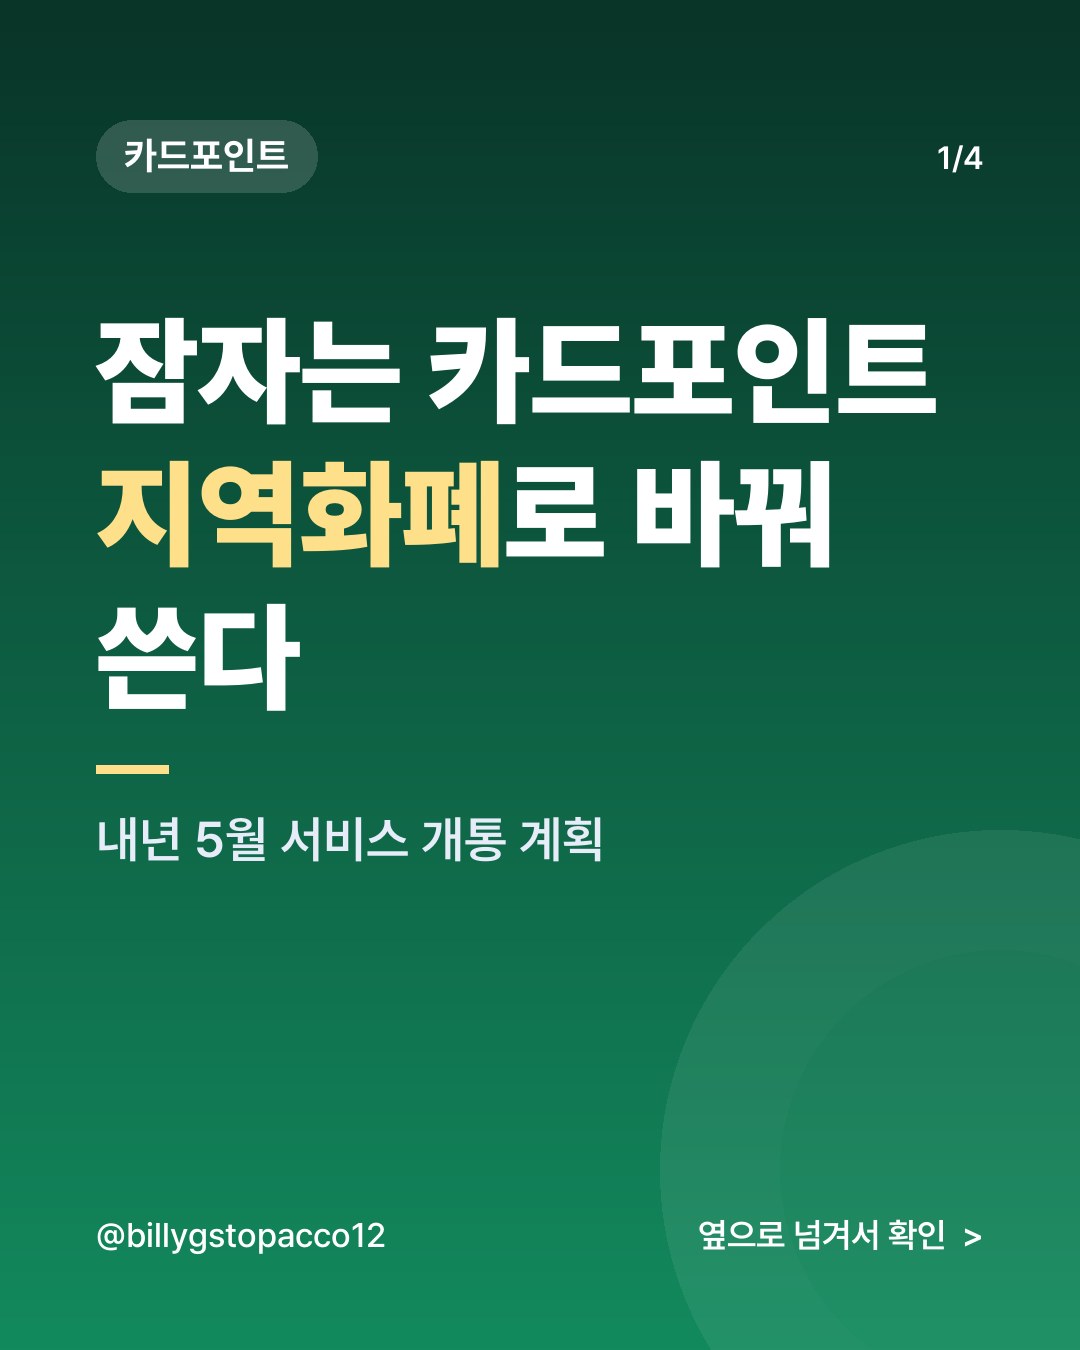 카드포인트
1/4
잠자는 카드포인트
지역화폐로 바꿔
쓴다
내년 5월 서비스 개통 계획
@billygstopacco12
옆으로 넘겨서 확인 >